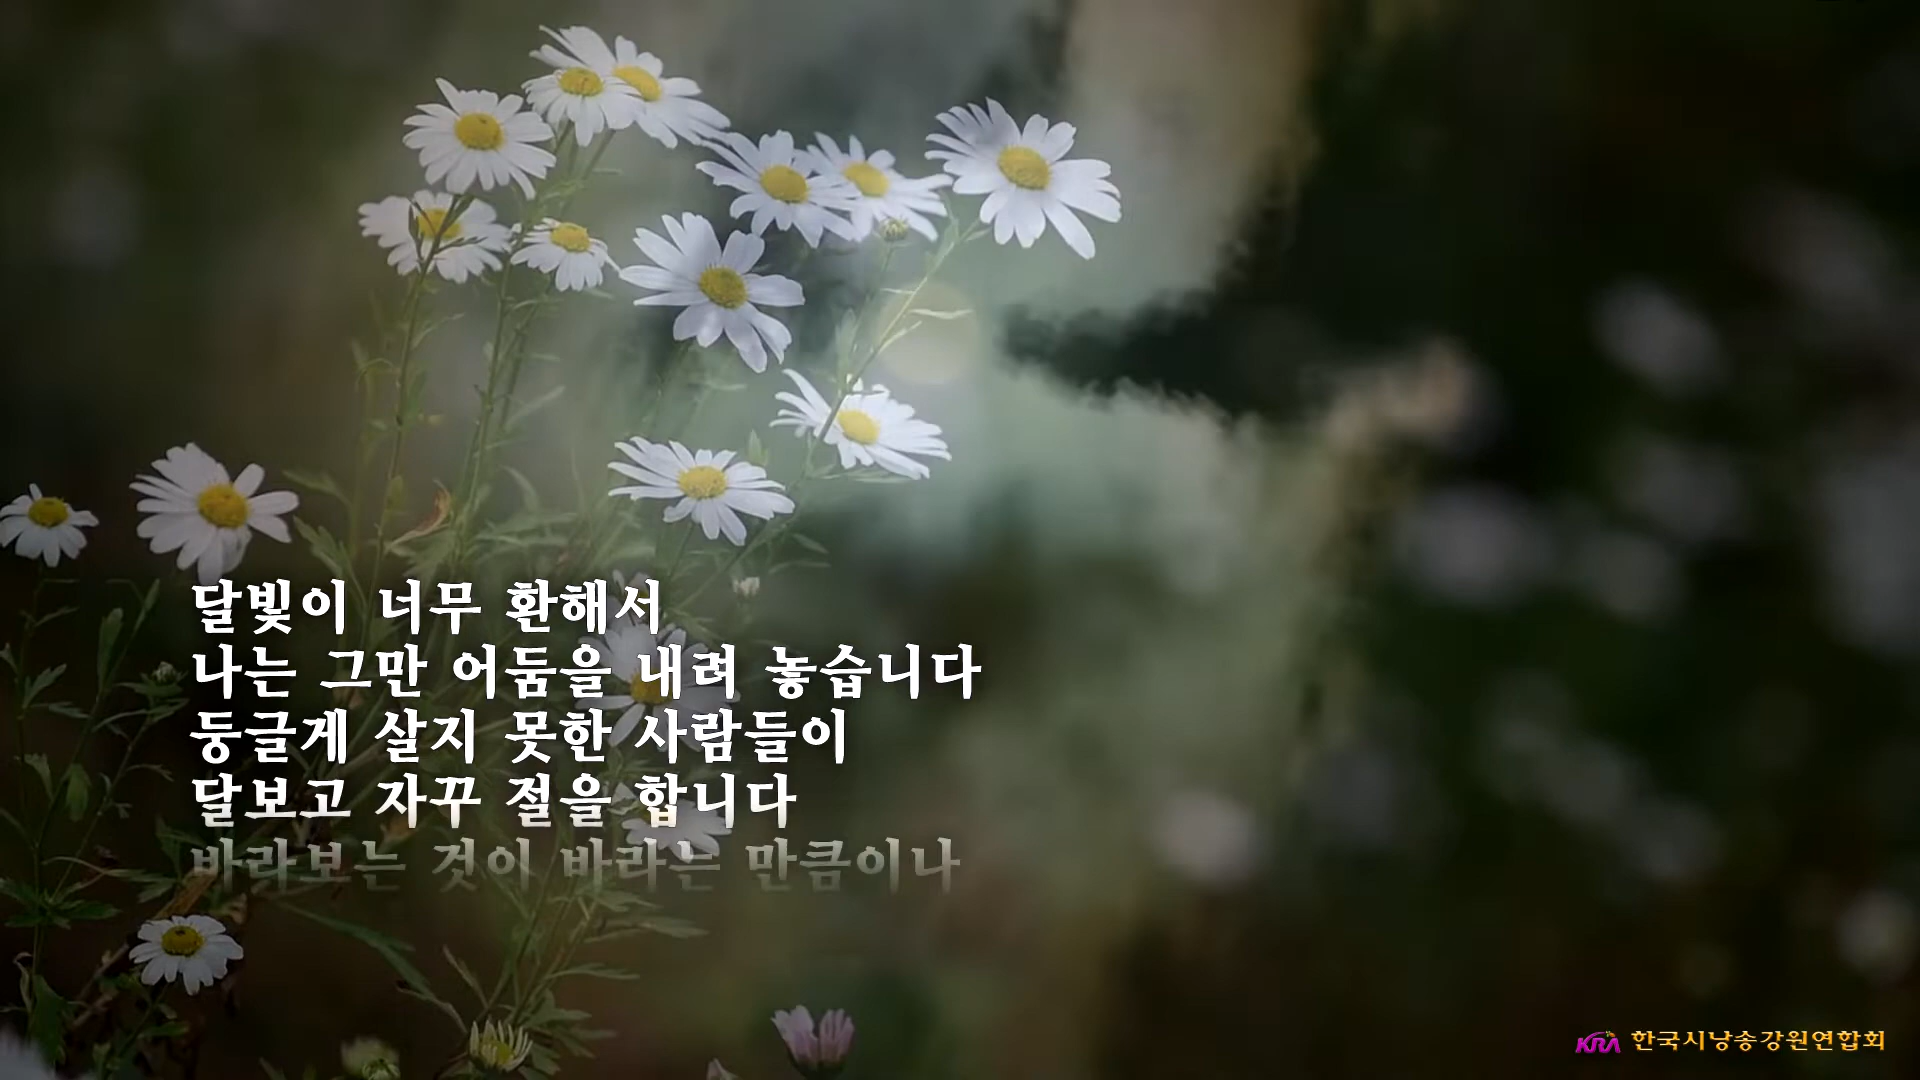 달빛이 너무 환해서
나는 그만 어둠을 내려 놓습니다
둥글게 살지 못한 사람들이
달보고 자꾸 절을 합니다
바라보는 것이 바라는 만큼이나
KRA 한국시낭송강원연합회